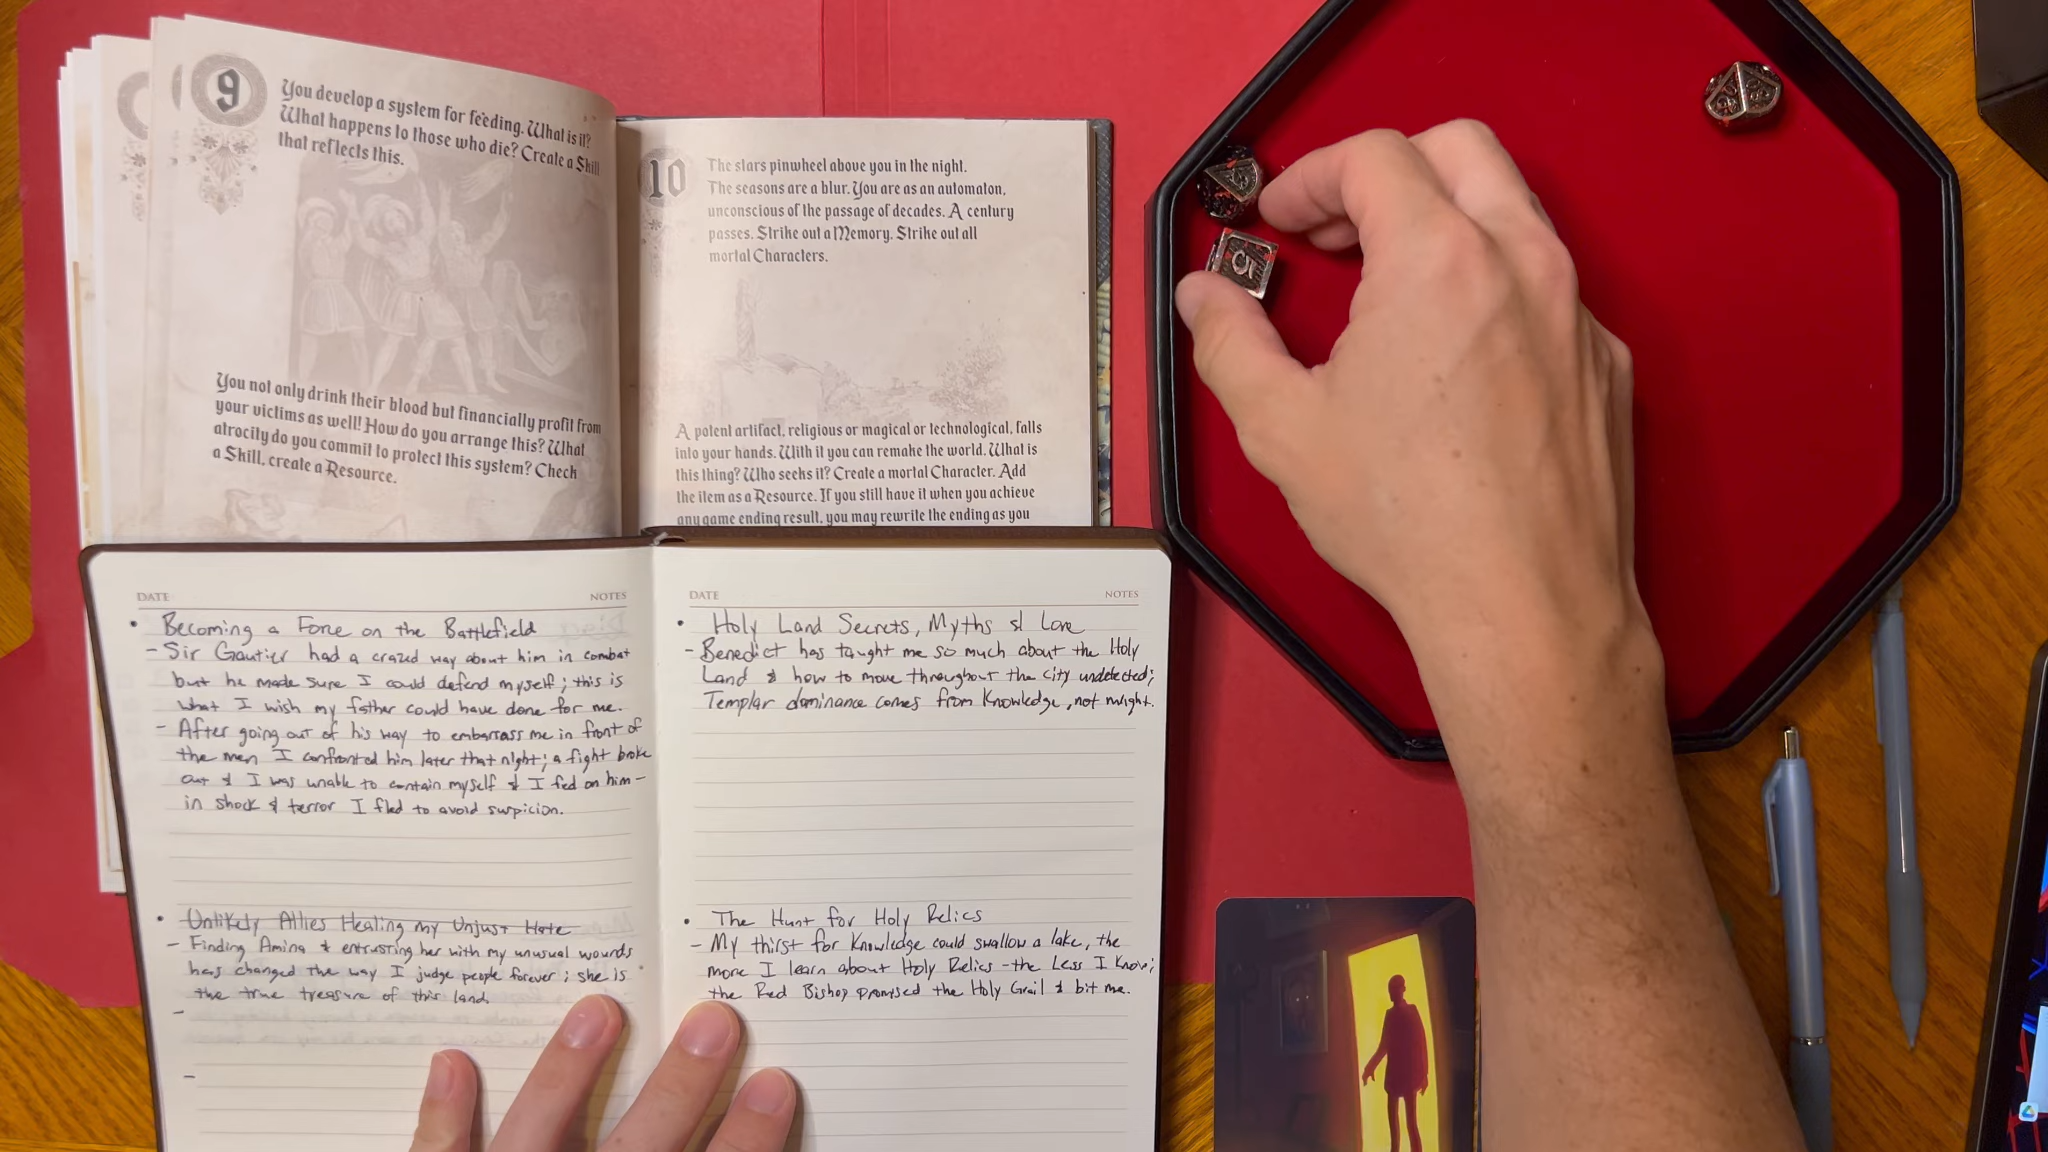 9
You develop a system for feeding. What is it?
What happens to those who die? Create a Skill
that reflects this.
You not only drink their blood but financially profit from
your victims as well! How do you arrange this? What
atrocity do you commit to protect this system? Check
a Skill, create a Resource.
10
The stars pinwheel above you in the night.
The seasons are a blur. You are as an automaton,
unconscious of the passage of decades. A century
passes. Strike out a Memory. Strike out all
mortal Characters.
A potent artifact, religious or magical or technological, falls
into your hands. With it you can remake the world. What is
this thing? Who seeks it? Create a mortal Character. Add
the item as a Resource. If you still have it when you achieve
any game ending result, you may rewrite the ending as you
DATE NOTES
• Becoming a Force on the Battlefield
- Sir Gautier had a crazed way about him in combat
but he made sure I could defend myself; this is
what I wish my father could have done for me.
- After going out of his way to embarrass me in front of
the men I confronted him later that night; a fight broke
out & I was unable to contain myself & I fed on him -
in shock & terror I fled to avoid suspicion.
• Unlikely Allies Healing my Unjust Hate
- Finding Amina & entrusting her with my unusual wounds
has changed the way I judge people forever; she is
the true treasure of this land.
-
-
DATE NOTES
• Holy Land Secrets, Myths & Lore
- Benedict has taught me so much about the Holy
Land & how to move throughout the city undetected;
Templar dominance comes from Knowledge, not might.
• The Hunt for Holy Relics
- My thirst for Knowledge could swallow a lake, the
more I learn about Holy Relics - the Less I Know;
the Red Bishop promised the Holy Grail & bit me.
5